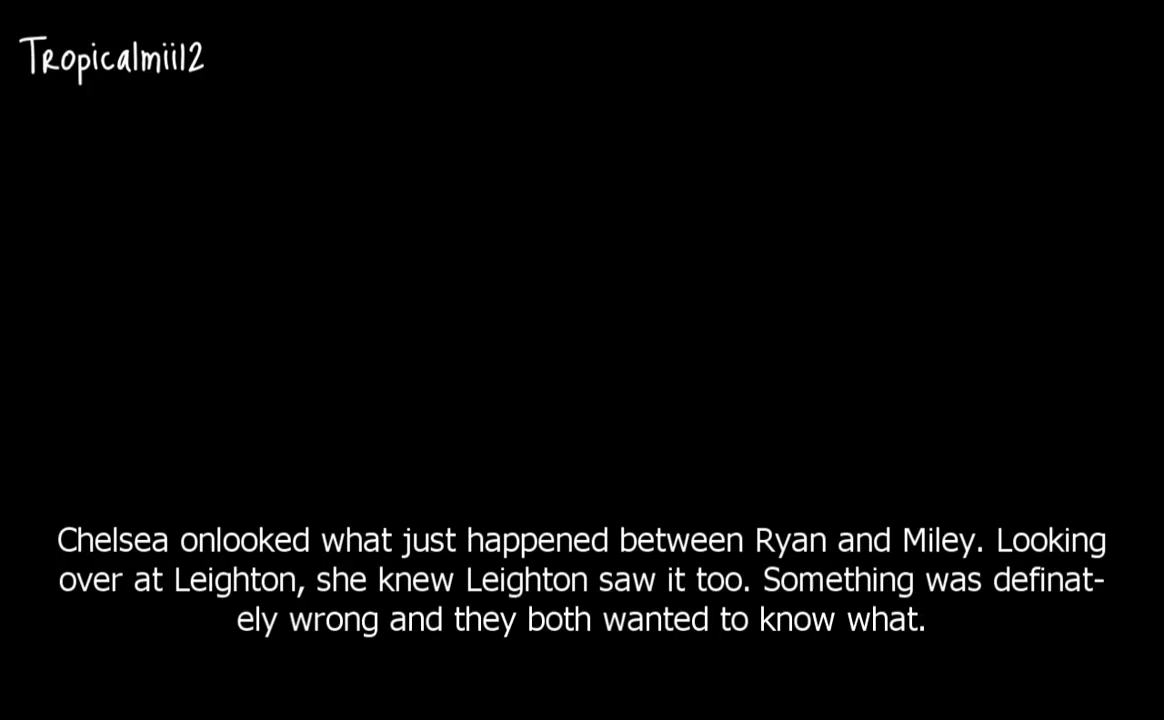 Tropicalmii12
Chelsea onlooked what just happened between Ryan and Miley. Looking
over at Leighton, she knew Leighton saw it too. Something was definat-
ely wrong and they both wanted to know what.